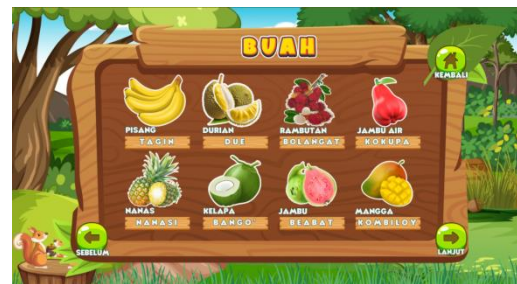 BUAH
KEMBALI
PISANG
TAGIN
DURIAN
DUE
RAMBUTAN
BOLANGAT
JAMBU AIR
KOKUPA
NANAS
NANASI
KELAPA
BANGO'
JAMBU
BEABAT
MANGGA
KOMBILOY
SEBELUM
LANJUT